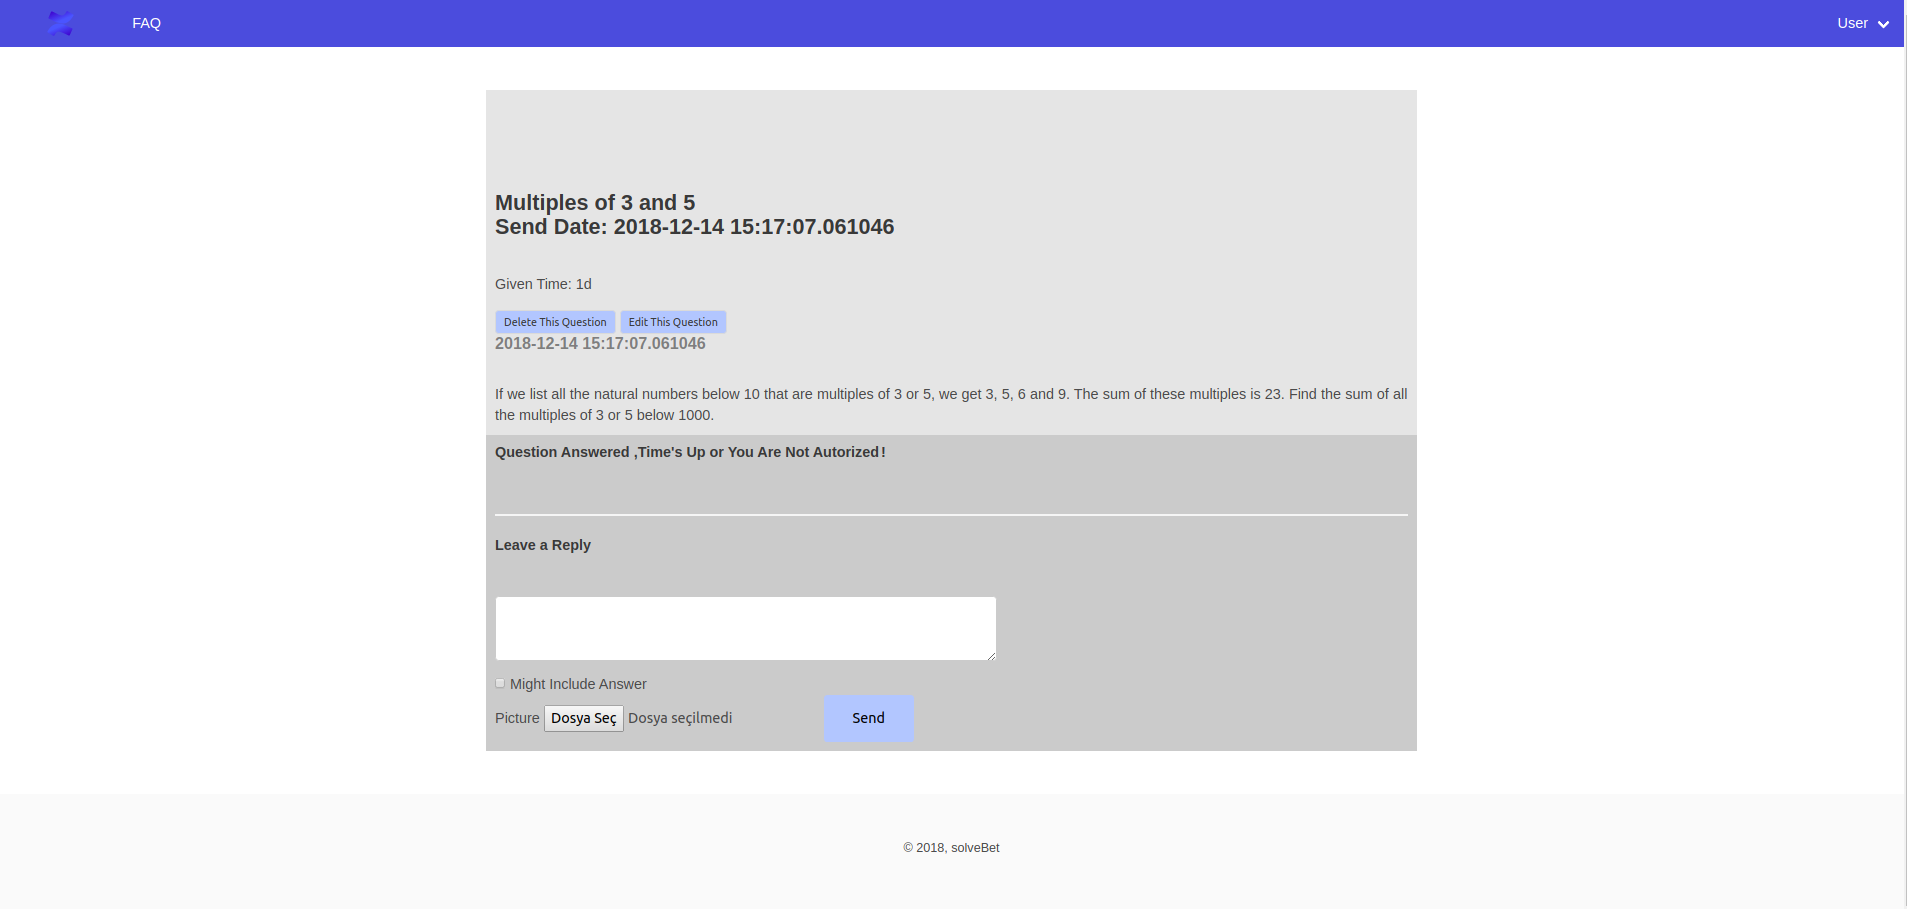 FAQ
User
Multiples of 3 and 5
Send Date: 2018-12-14 15:17:07.061046
Given Time: 1d
Delete This Question Edit This Question
2018-12-14 15:17:07.061046
If we list all the natural numbers below 10 that are multiples of 3 or 5, we get 3, 5, 6 and 9. The sum of these multiples is 23. Find the sum of all
the multiples of 3 or 5 below 1000.
Question Answered ,Time's Up or You Are Not Autorized!
Leave a Reply
Might Include Answer
Picture Dosya Seç Dosya seçilmedi Send
© 2018, solveBet